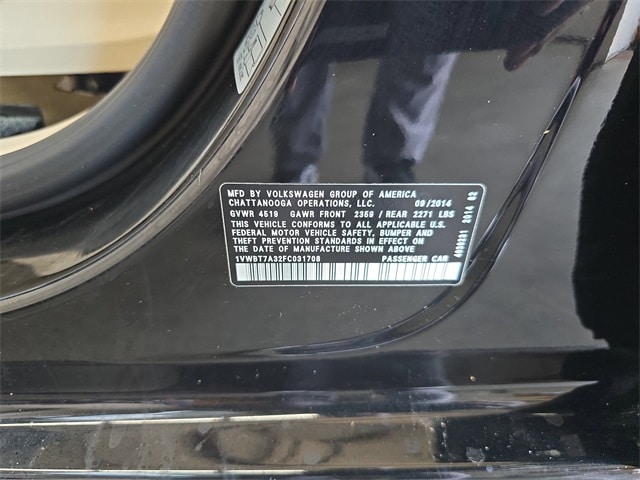 MFD BY VOLKSWAGEN GROUP OF AMERICA
CHATTANOOGA OPERATIONS, LLC. 09/2014
GVWR 4519 GAWR FRONT 2359 / REAR 2271 LBS
THIS VEHICLE CONFORMS TO ALL APPLICABLE U.S.
FEDERAL MOTOR VEHICLE SAFETY, BUMPER AND
THEFT PREVENTION STANDARDS IN EFFECT ON
THE DATE OF MANUFACTURE SHOWN ABOVE
1VWBT7A32FC031708 PASSENGER CAR
2014 02